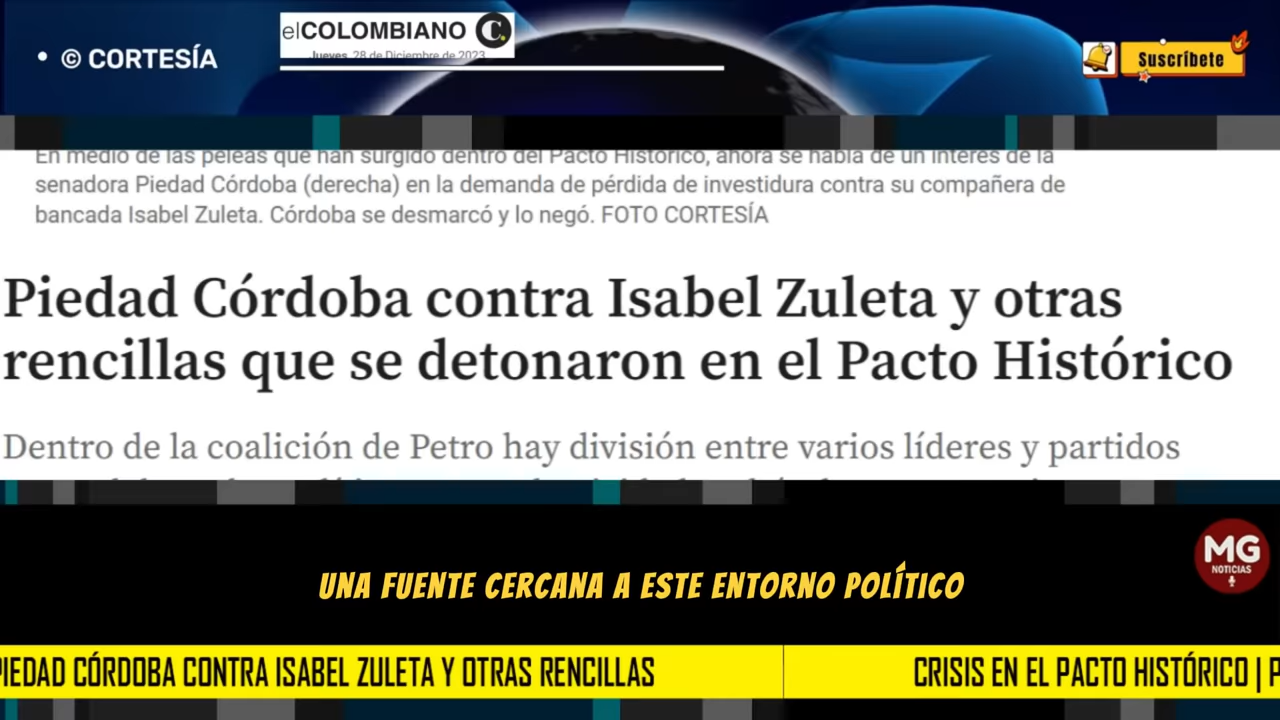 elCOLOMBIANO C.
Jueves, 28 de Diciembre de 2023
• © CORTESÍA
Suscríbete
En medio de las peleas que han surgido dentro del Pacto Histórico, ahora se habla de un interés de la
senadora Piedad Córdoba (derecha) en la demanda de pérdida de investidura contra su compañera de
bancada Isabel Zuleta. Córdoba se desmarcó y lo negó. FOTO CORTESÍA
Piedad Córdoba contra Isabel Zuleta y otras
rencillas que se detonaron en el Pacto Histórico
Dentro de la coalición de Petro hay división entre varios líderes y partidos
MG
NOTICIAS
UNA FUENTE CERCANA A ESTE ENTORNO POLÍTICO
PIEDAD CÓRDOBA CONTRA ISABEL ZULETA Y OTRAS RENCILLAS
CRISIS EN EL PACTO HISTÓRICO | P